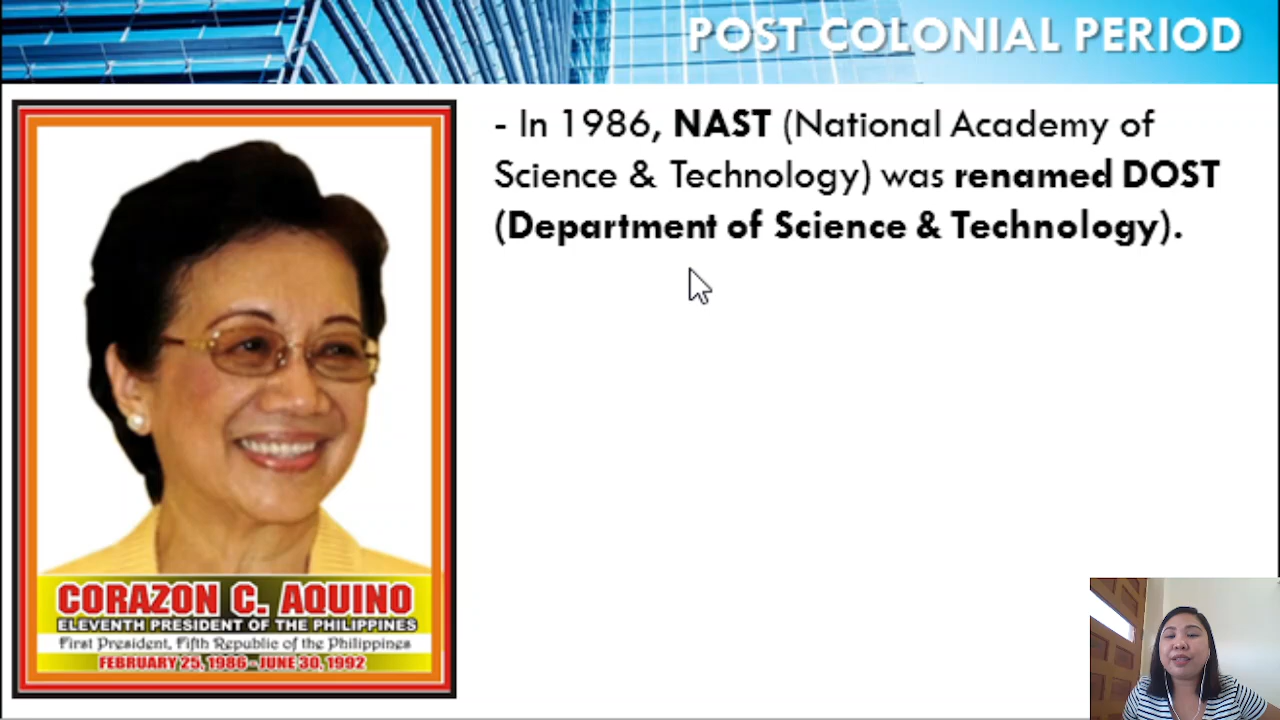 POST COLONIAL PERIOD
- In 1986, NAST (National Academy of
Science & Technology) was renamed DOST
(Department of Science & Technology).
CORAZON C. AQUINO
ELEVENTH PRESIDENT OF THE PHILIPPINES
First President, Fifth Republic of the Philippines
FEBRUARY 25, 1986 - JUNE 30, 1992